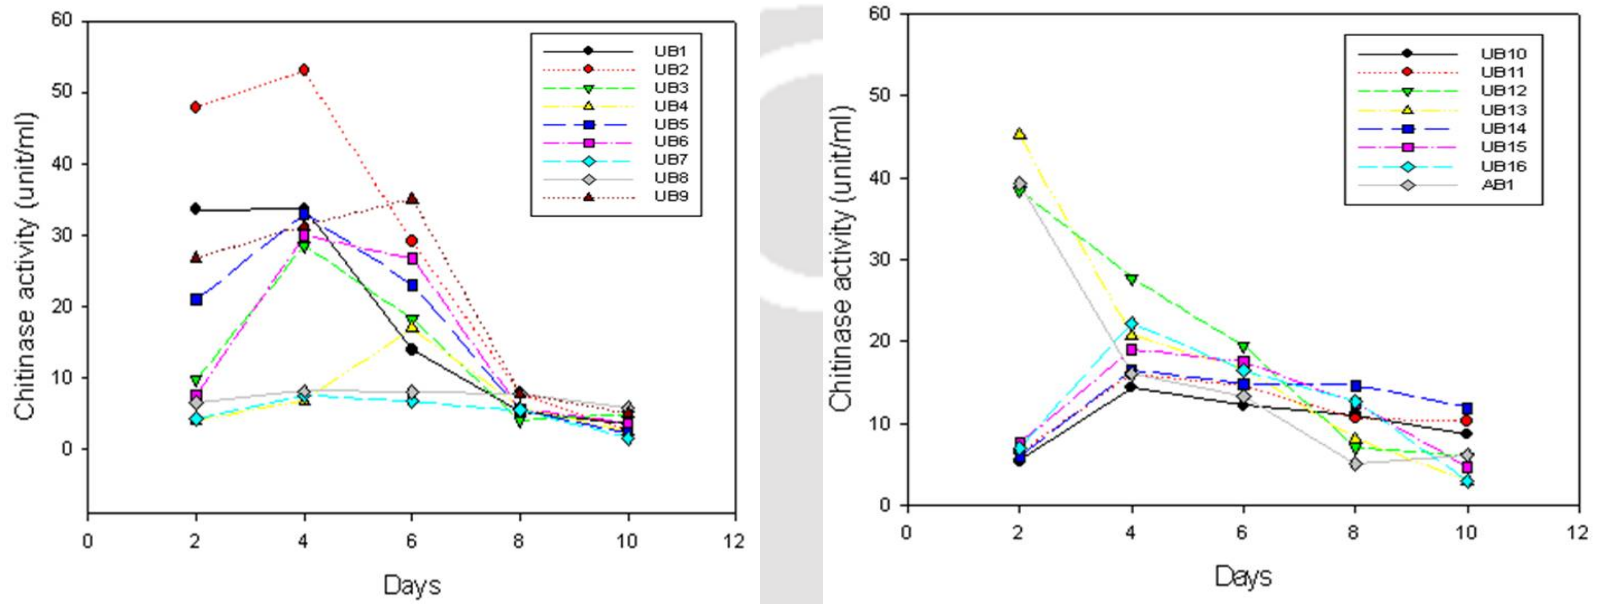 Chitinase activity (unit/ml)
60
50
40
30
20
10
0
0 2 4 6 8 10 12
Days
UB1
UB2
UB3
UB4
UB5
UB6
UB7
UB8
UB9
Chitinase activity (unit/ml)
60
50
40
30
20
10
0
0 2 4 6 8 10 12
Days
UB10
UB11
UB12
UB13
UB14
UB15
UB16
AB1